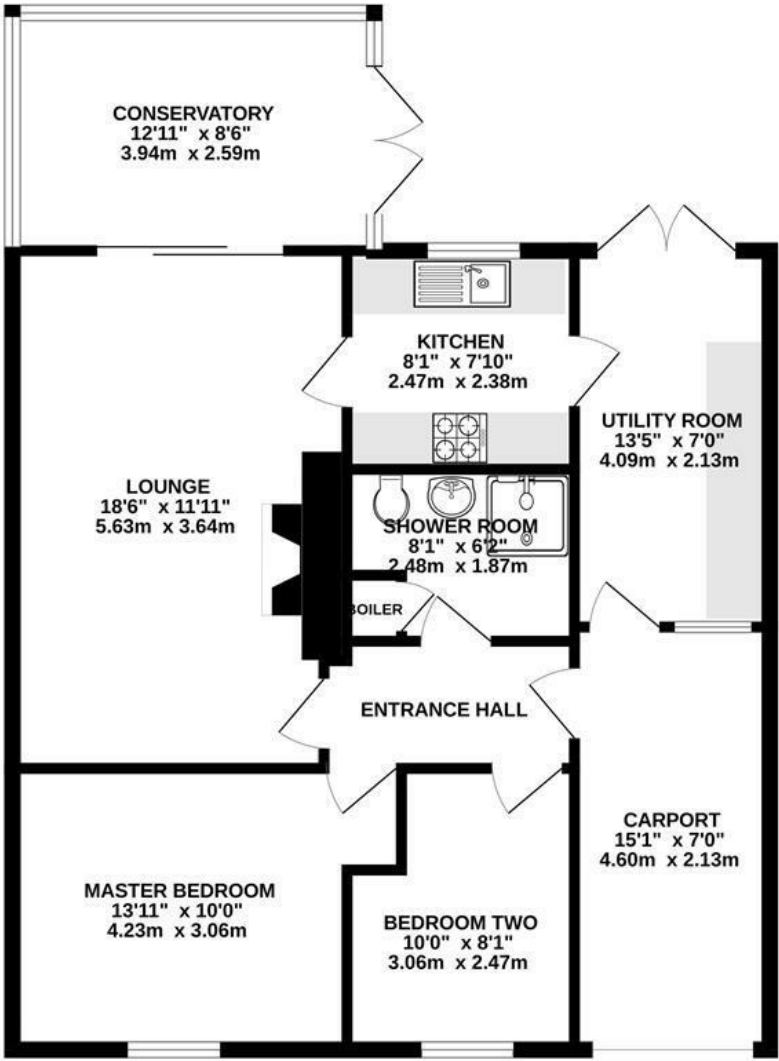 CONSERVATORY
12'11" x 8'6"
3.94m x 2.59m
KITCHEN
8'1" x 7'10"
2.47m x 2.38m
UTILITY ROOM
13'5" x 7'0"
4.09m x 2.13m
LOUNGE
18'6" x 11'11"
5.63m x 3.64m
SHOWER ROOM
8'1" x 6'2"
2.48m x 1.87m
BOILER
ENTRANCE HALL
CARPORT
15'1" x 7'0"
4.60m x 2.13m
MASTER BEDROOM
13'11" x 10'0"
4.23m x 3.06m
BEDROOM TWO
10'0" x 8'1"
3.06m x 2.47m